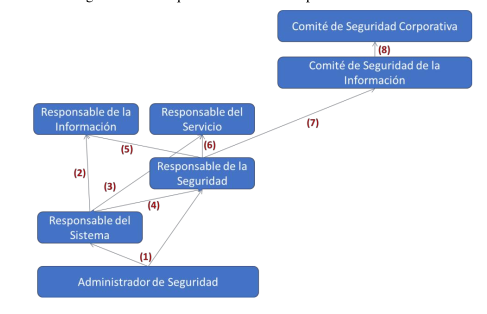 Comité de Seguridad Corporativa
(8)
Comité de Seguridad de la
Información
(7)
Responsable de la
Información
Responsable del
Servicio
(5)
(6)
Responsable de la
Seguridad
(2)
(3)
(4)
Responsable del
Sistema
(1)
Administrador de Seguridad